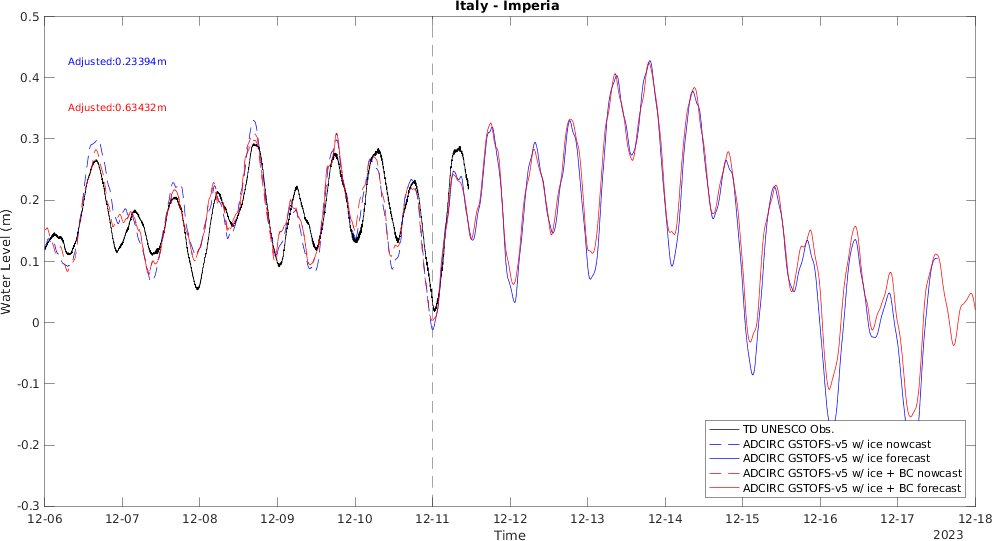 Italy - Imperia
Adjusted:0.23394m
Adjusted:0.63432m
Water Level (m)
0.5
0.4
0.3
0.2
0.1
0
-0.1
-0.2
-0.3
TD UNESCO Obs.
ADCIRC GSTOFS-v5 w/ ice nowcast
ADCIRC GSTOFS-v5 w/ ice forecast
ADCIRC GSTOFS-v5 w/ ice + BC nowcast
ADCIRC GSTOFS-v5 w/ ice + BC forecast
12-06 12-07 12-08 12-09 12-10 12-11 12-12 12-13 12-14 12-15 12-16 12-17 12-18
Time
2023